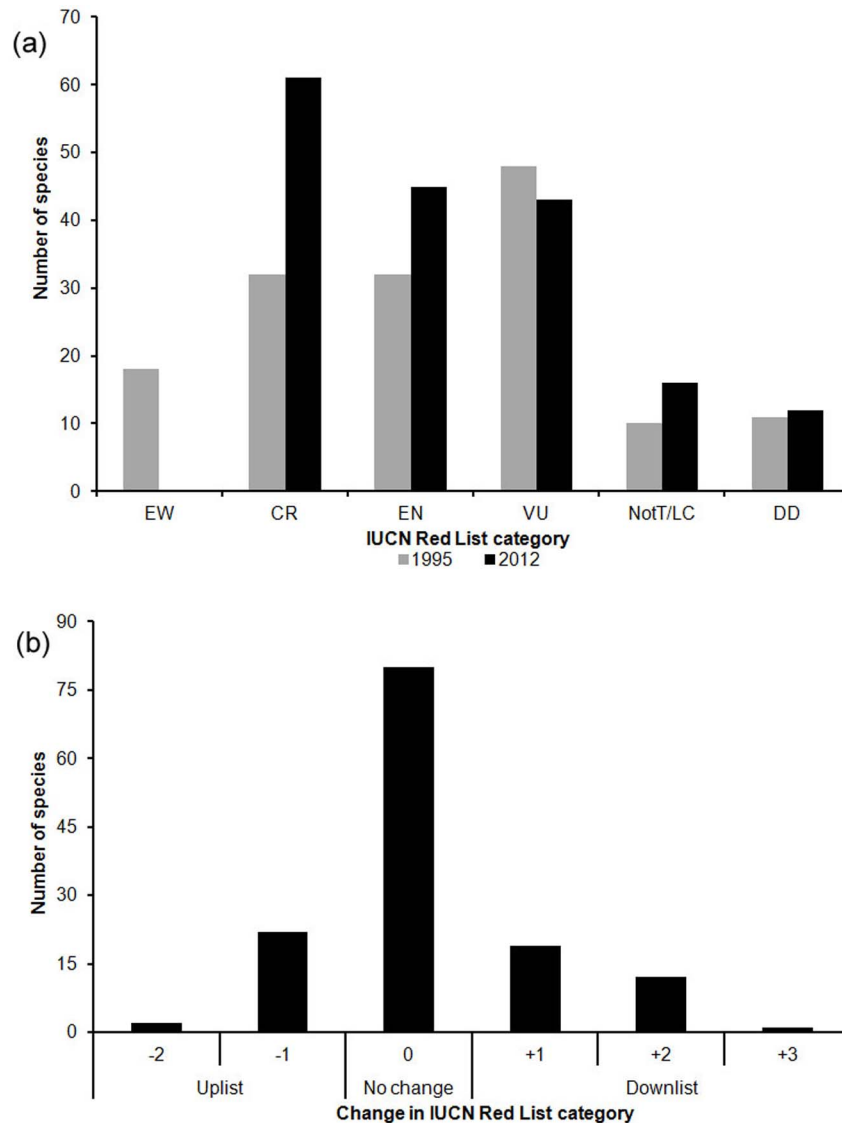 (a)
70
60
50
40
30
20
10
0
Number of species
EW CR EN VU NotT/LC DD
IUCN Red List category
1995 2012
(b)
90
75
60
45
30
15
0
Number of species
-2 -1 0 +1 +2 +3
Uplist No change Downlist
Change in IUCN Red List category